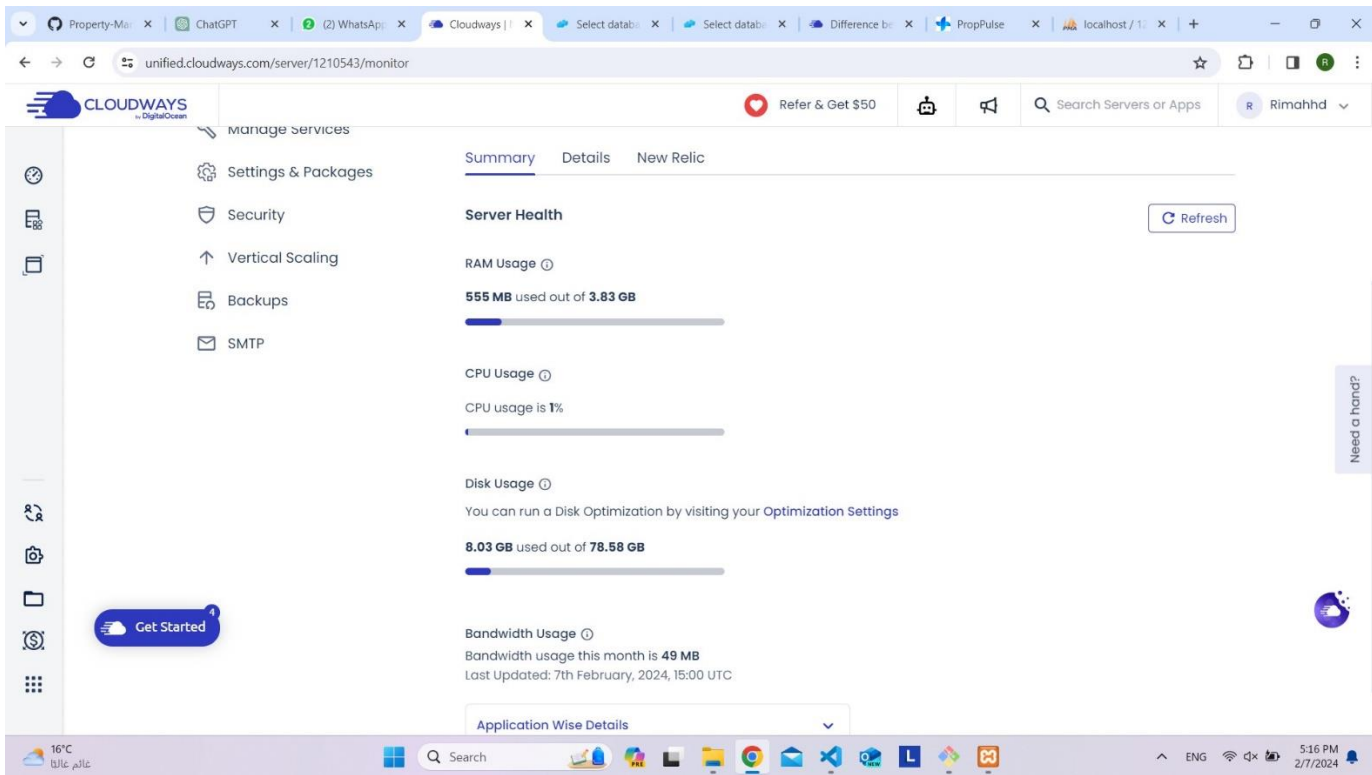 Property-Mar
ChatGPT
(2) WhatsApp
Cloudways |
Select databa
Select databa
Difference be
PropPulse
localhost / 12
unified.cloudways.com/server/1210543/monitor
R
CLOUDWAYS
by DigitalOcean
Refer & Get $50
Search Servers or Apps
R
Rimahhd
Manage Services
Settings & Packages
Security
Vertical Scaling
Backups
SMTP
Summary
Details
New Relic
Server Health
Refresh
RAM Usage
555 MB used out of 3.83 GB
CPU Usage
CPU usage is 1%
Disk Usage
You can run a Disk Optimization by visiting your Optimization Settings
8.03 GB used out of 78.58 GB
Bandwidth Usage
Bandwidth usage this month is 49 MB
Last Updated: 7th February, 2024, 15:00 UTC
Application Wise Details
Need a hand?
4
Get Started
16°C
غائم غالبًا
Search
PRE
NEW
L
ENG
5:16 PM
2/7/2024